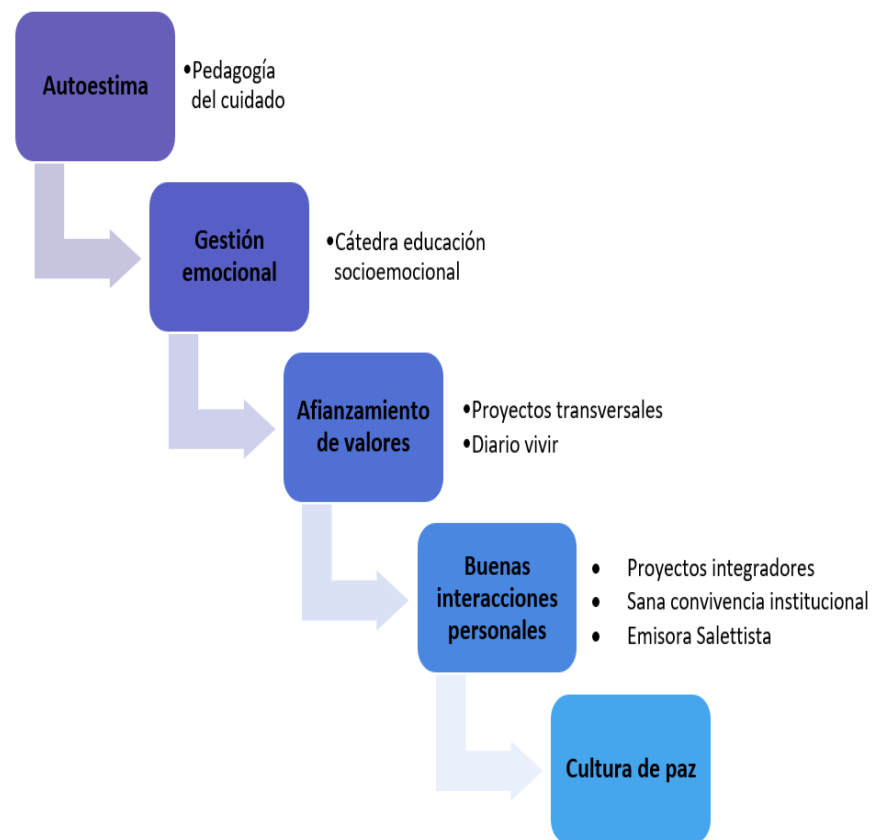 Autoestima
•Pedagogía
del cuidado
Gestión
emocional
•Cátedra educación
socioemocional
Afianzamiento
de valores
•Proyectos transversales
•Diario vivir
Buenas
interacciones
personales
• Proyectos integradores
• Sana convivencia institucional
• Emisora Salettista
Cultura de paz